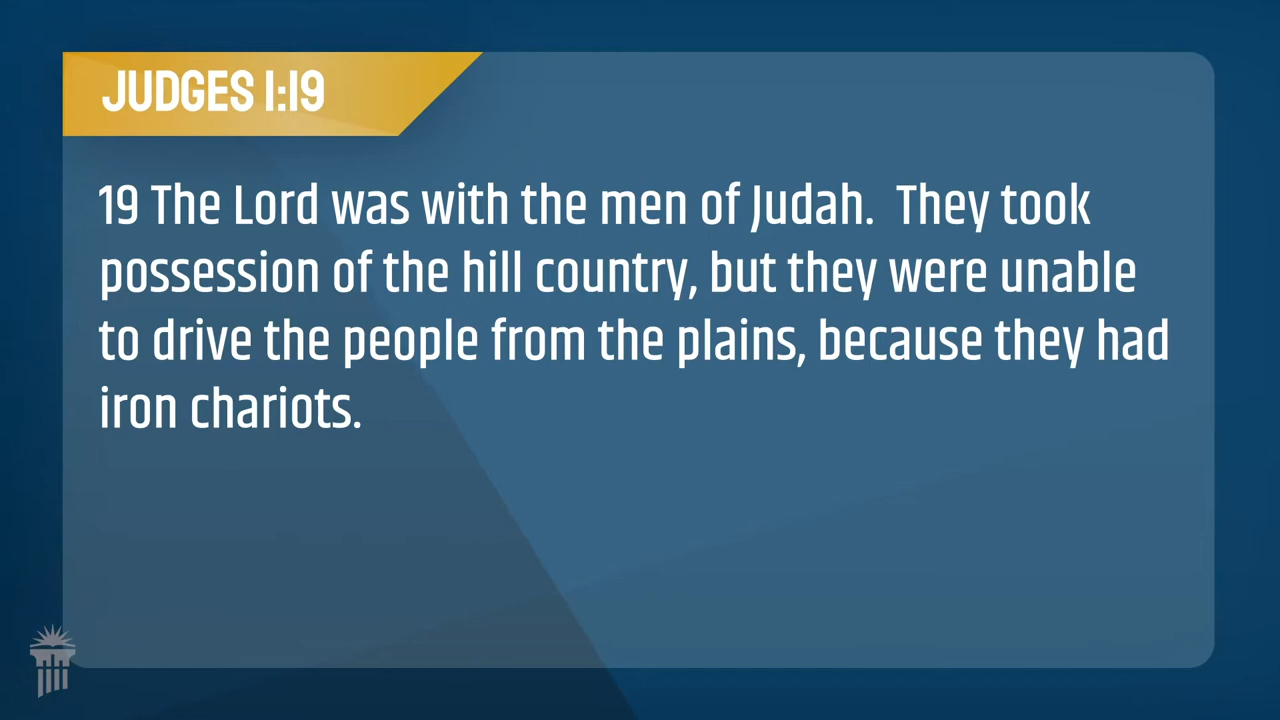 JUDGES 1:19
19 The Lord was with the men of Judah.  They took
possession of the hill country, but they were unable
to drive the people from the plains, because they had
iron chariots.